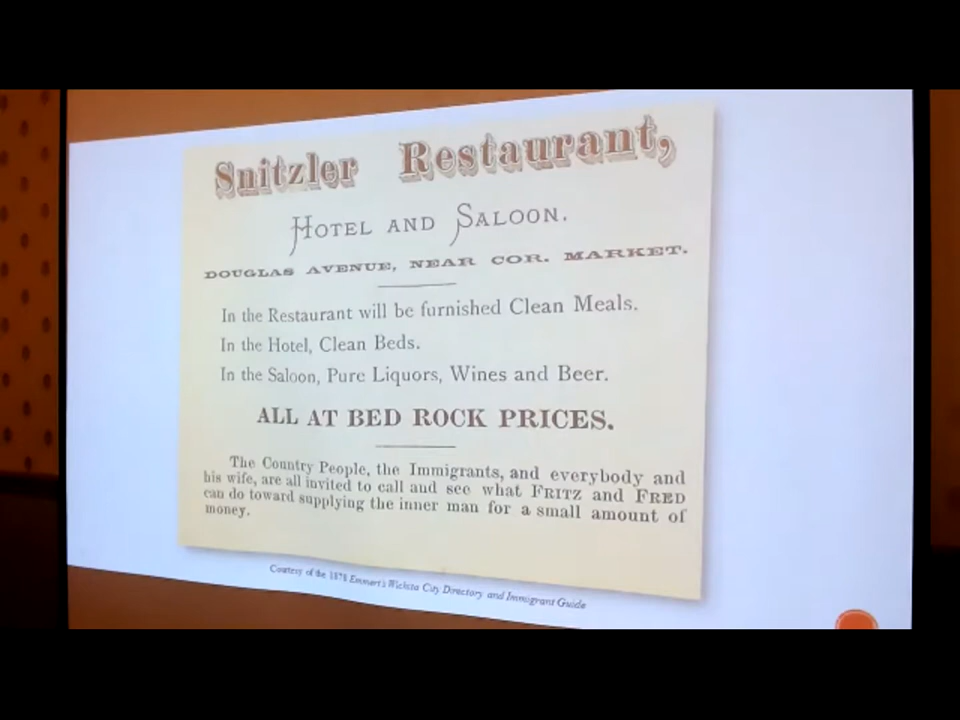 Snitzler Restaurant,
HOTEL AND SALOON.
DOUGLAS AVENUE, NEAR COR. MARKET.
In the Restaurant will be furnished Clean Meals.
In the Hotel, Clean Beds.
In the Saloon, Pure Liquors, Wines and Beer.
ALL AT BED ROCK PRICES.
The Country People, the Immigrants, and everybody and
his wife, are all invited to call and see what FRITZ and FRED
can do toward supplying the inner man for a small amount of
money.
Courtesy of the 1878 Emmert's Wichita City Directory and Immigrant Guide